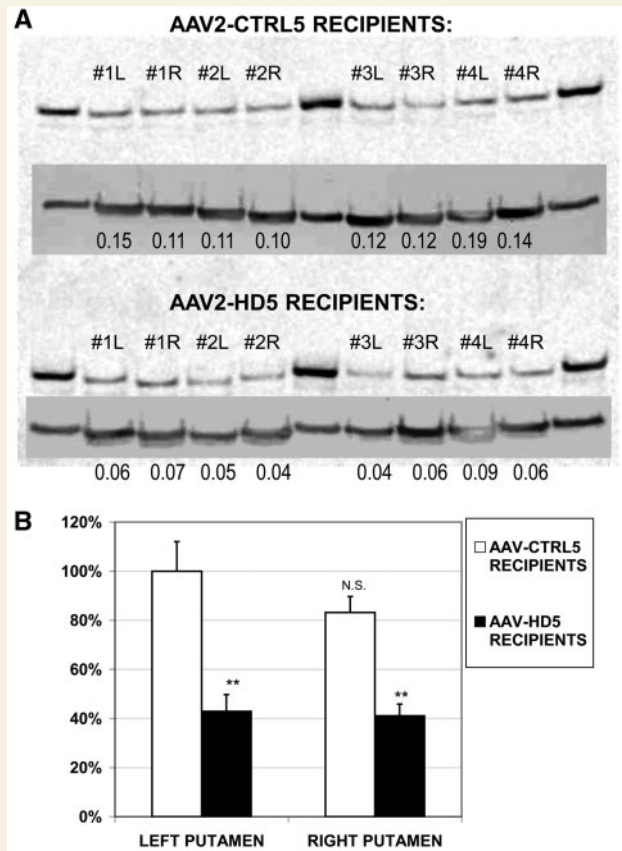 A
AAV2-CTRL5 RECIPIENTS:
#1L #1R #2L #2R #3L #3R #4L #4R
0.15 0.11 0.11 0.10 0.12 0.12 0.19 0.14
AAV2-HD5 RECIPIENTS:
#1L #1R #2L #2R #3L #3R #4L #4R
0.06 0.07 0.05 0.04 0.04 0.06 0.09 0.06
B
120%
100%
80%
60%
40%
20%
0%
**
N.S.
**
LEFT PUTAMEN RIGHT PUTAMEN
AAV-CTRL5
RECIPIENTS
AAV-HD5
RECIPIENTS